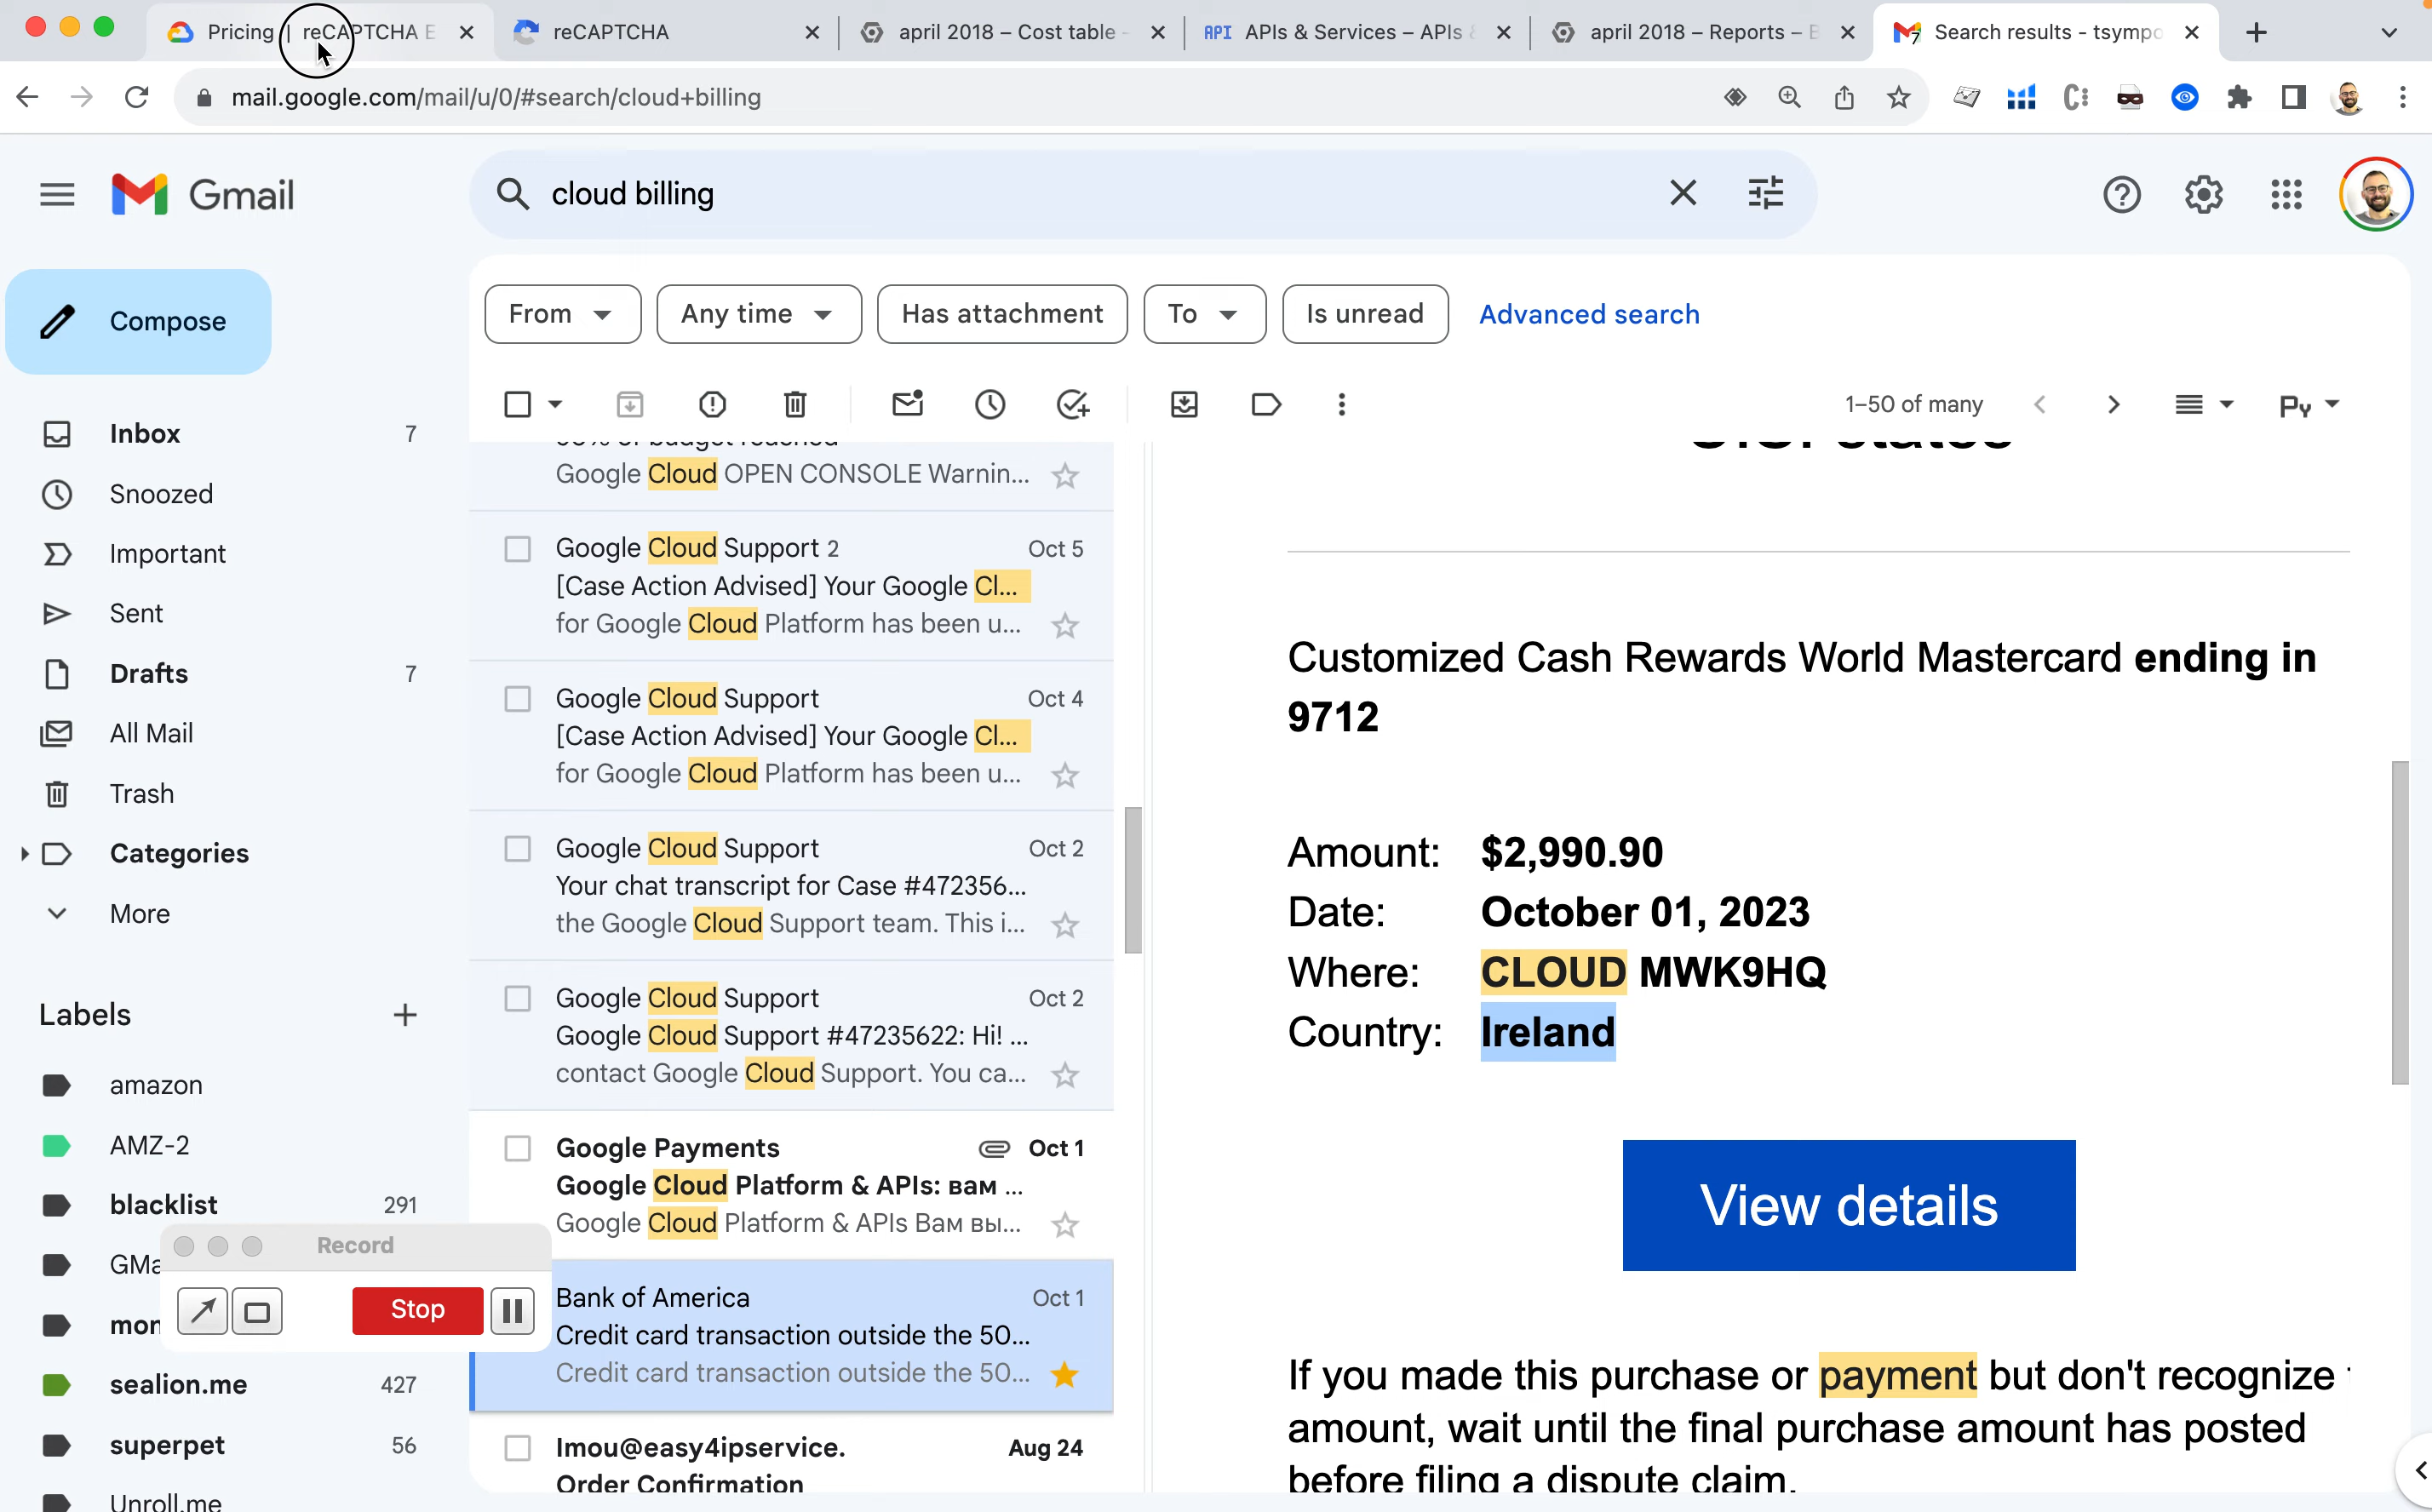 Pricing | reCAPTCHA E
reCAPTCHA
april 2018 – Cost table -
API APIs & Services – APIs &
april 2018 – Reports – B
Search results - tsympo
mail.google.com/mail/u/0/#search/cloud+billing
Gmail
cloud billing
Compose
From
Any time
Has attachment
To
Is unread
Advanced search
1–50 of many
Ру
Inbox 7
Snoozed
Important
Sent
Drafts 7
All Mail
Trash
Categories
More
Labels
amazon
AMZ-2
blacklist 291
GMa
mon
sealion.me 427
superpet 56
Unroll.me
Record
Stop
Google Cloud OPEN CONSOLE Warnin...
Google Cloud Support 2 Oct 5
[Case Action Advised] Your Google Cl...
for Google Cloud Platform has been u...
Google Cloud Support Oct 4
[Case Action Advised] Your Google Cl...
for Google Cloud Platform has been u...
Google Cloud Support Oct 2
Your chat transcript for Case #472356...
the Google Cloud Support team. This i...
Google Cloud Support Oct 2
Google Cloud Support #47235622: Hi! ...
contact Google Cloud Support. You ca...
Google Payments Oct 1
Google Cloud Platform & APIs: вам ...
Google Cloud Platform & APIs Вам вы...
Bank of America Oct 1
Credit card transaction outside the 50...
Credit card transaction outside the 50...
Imou@easy4ipservice. Aug 24
Order Confirmation
Customized Cash Rewards World Mastercard ending in
9712
Amount: $2,990.90
Date: October 01, 2023
Where: CLOUD MWK9HQ
Country: Ireland
View details
If you made this purchase or payment but don't recognize
amount, wait until the final purchase amount has posted
before filing a dispute claim.